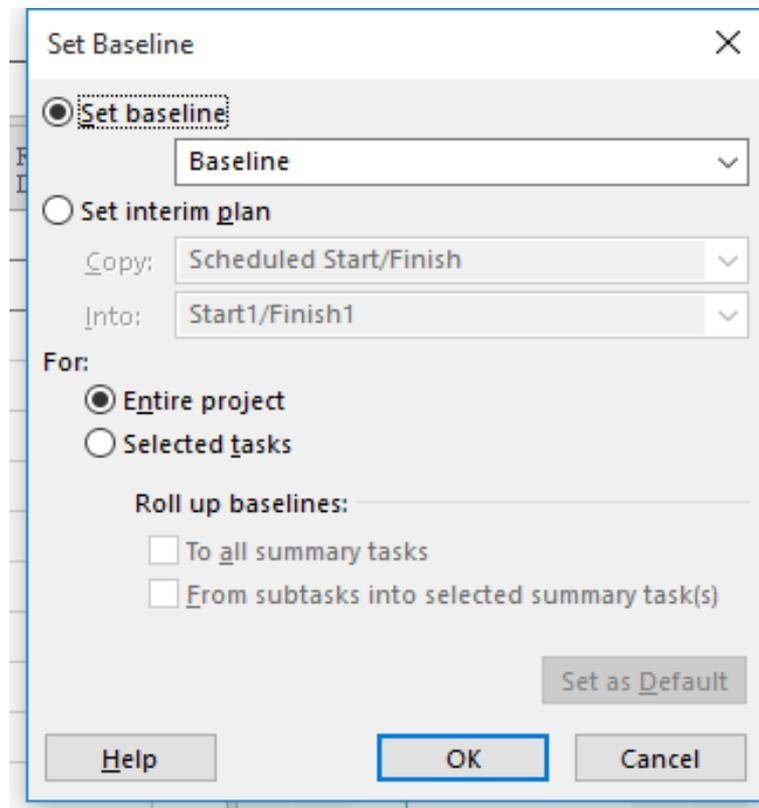 Set Baseline
Set baseline
Baseline
Set interim plan
Copy: Scheduled Start/Finish
Into: Start1/Finish1
For:
Entire project
Selected tasks
Roll up baselines:
To all summary tasks
From subtasks into selected summary task(s)
Set as Default
Help OK Cancel